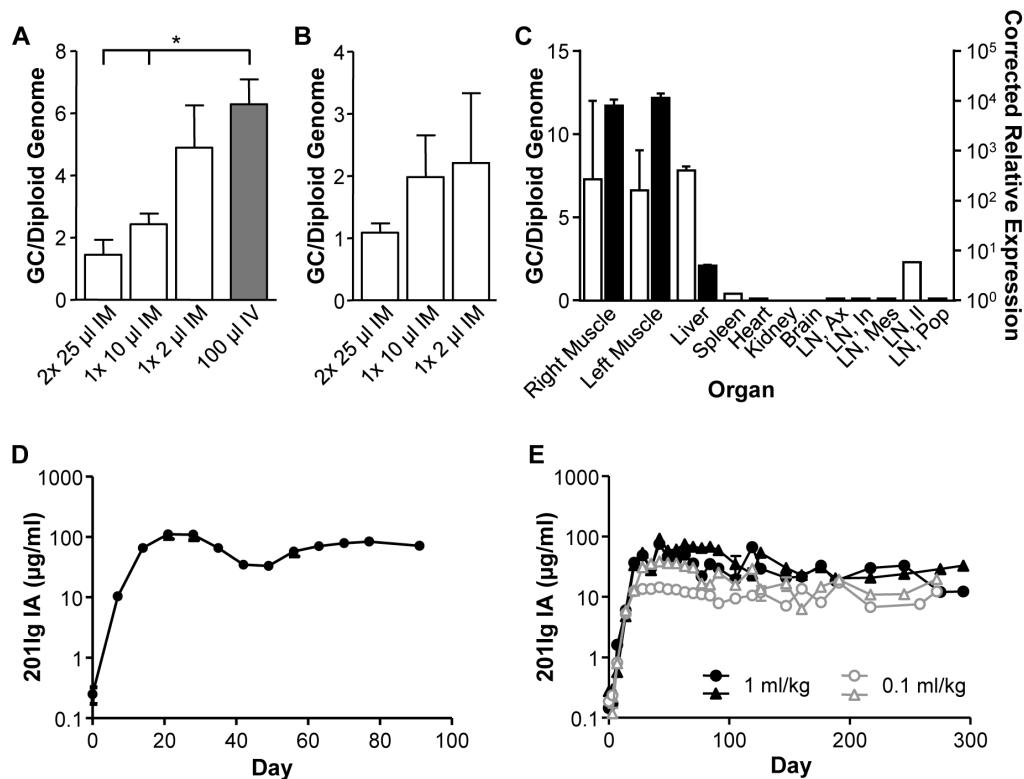 A
GC/Diploid Genome
8
6
4
2
0
*
2x 25 µl IM
1x 10 µl IM
1x 2 µl IM
100 µl IV
B
GC/Diploid Genome
4
3
2
1
0
2x 25 µl IM
1x 10 µl IM
1x 2 µl IM
C
GC/Diploid Genome
15
10
5
0
Corrected Relative Expression
10⁵
10⁴
10³
10²
10¹
10⁰
Right Muscle
Left Muscle
Liver
Spleen
Heart
Kidney
Brain
LN, Ax
LN, In
LN, Mes
LN, Il
LN, Pop
Organ
D
201Ig IA (µg/ml)
1000
100
10
1
0.1
0 20 40 60 80 100
Day
E
201Ig IA (µg/ml)
1000
100
10
1
0.1
1 ml/kg 0.1 ml/kg
0 100 200 300
Day